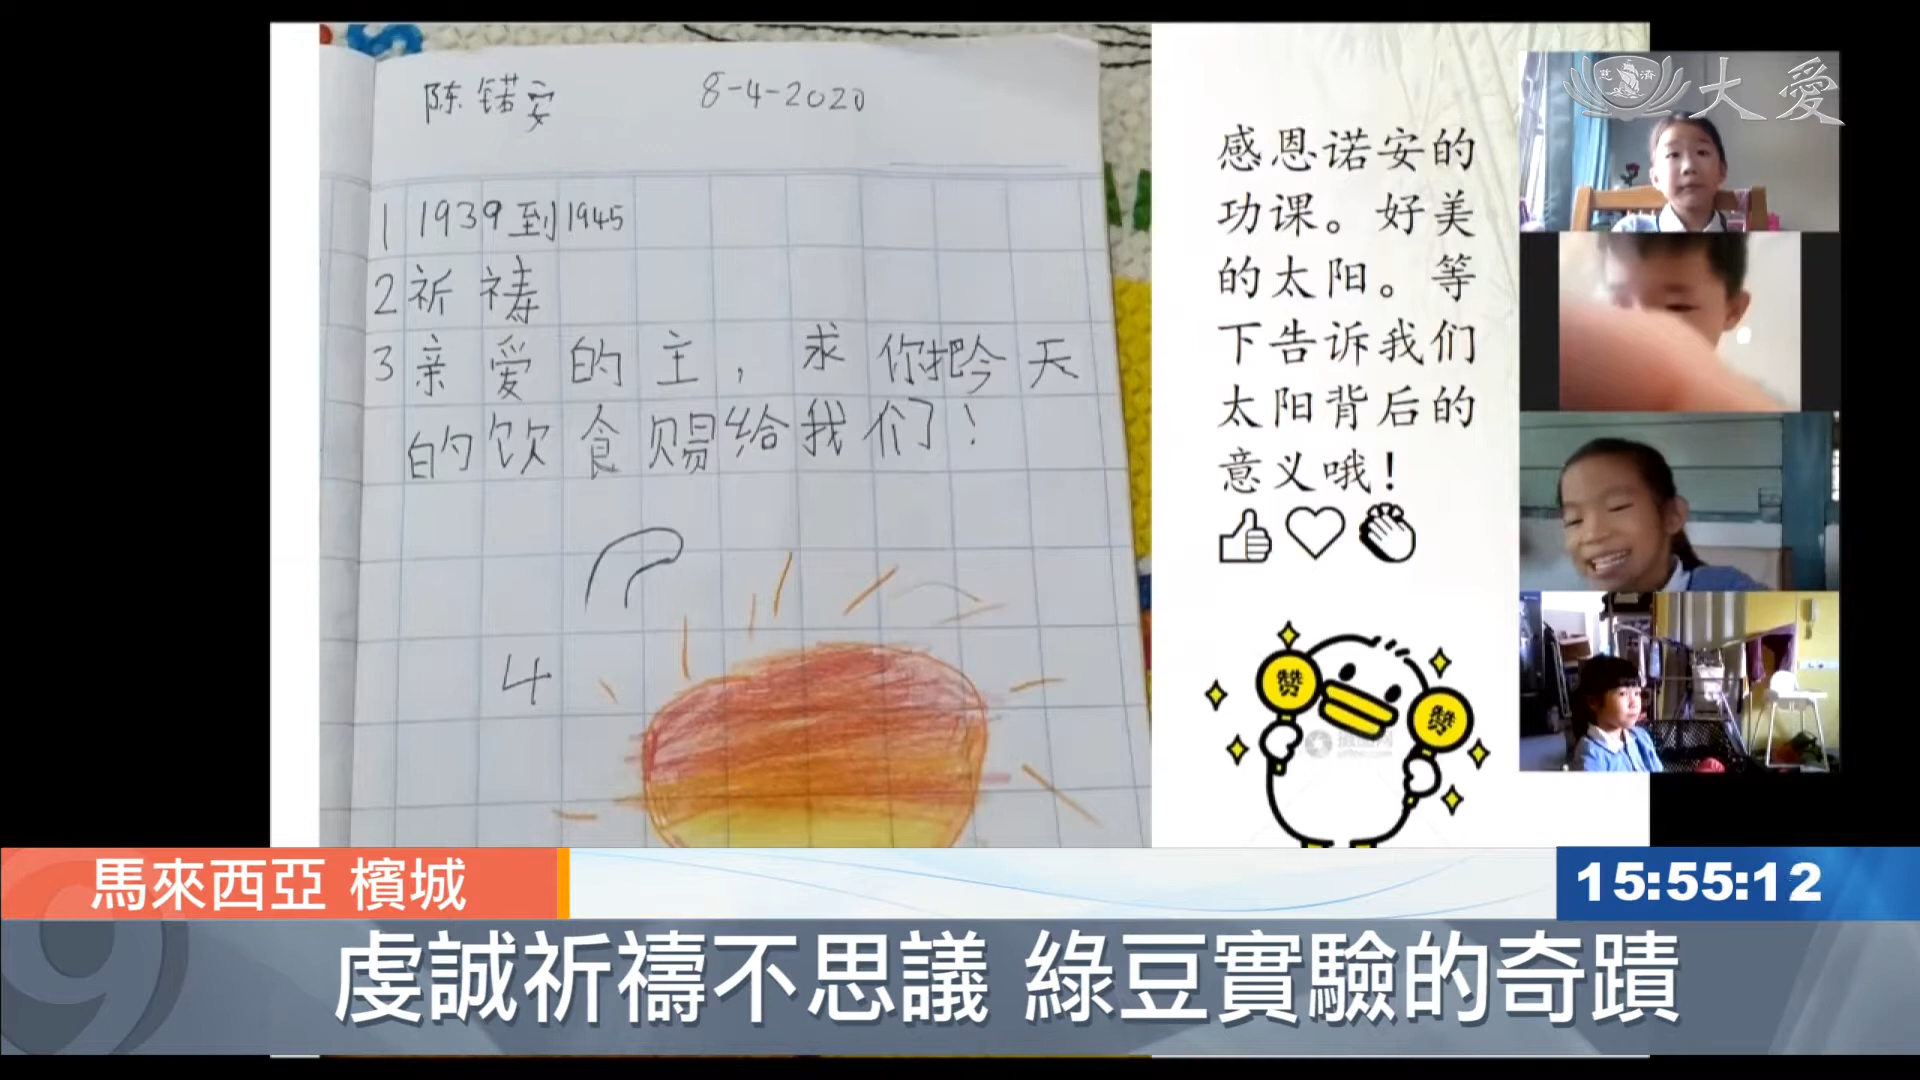 慈濟
大愛
陈锘安 8-4-2020
1 1939到1945
2 祈祷
3 亲爱的主，求你把今天
的饮食赐给我们！
4
感恩诺安的
功课。好美
的太阳。等
下告诉我们
太阳背后的
意义哦！
赞 赞
馬來西亞 檳城
15:55:12
虔誠祈禱不思議 綠豆實驗的奇蹟